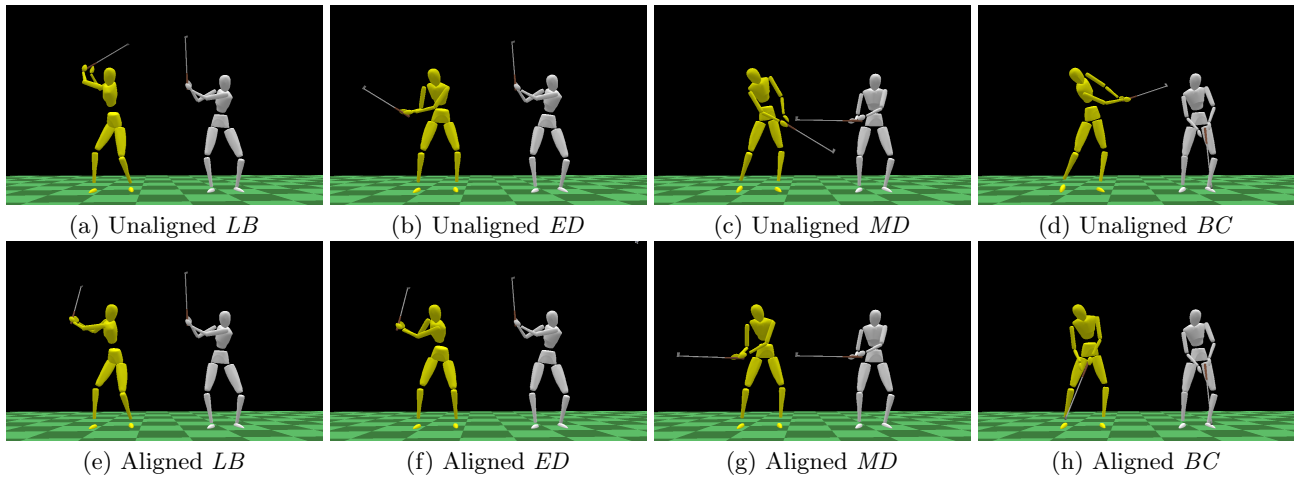 (a) Unaligned LB
(b) Unaligned ED
(c) Unaligned MD
(d) Unaligned BC
(e) Aligned LB
(f) Aligned ED
(g) Aligned MD
(h) Aligned BC